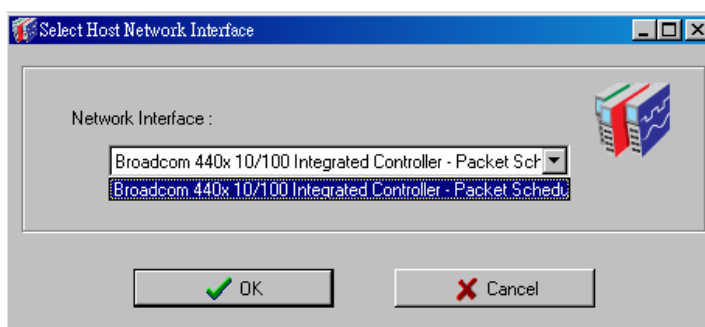 Select Host Network Interface
Network Interface :
Broadcom 440x 10/100 Integrated Controller - Packet Sch
Broadcom 440x 10/100 Integrated Controller - Packet Schedu
OK
Cancel